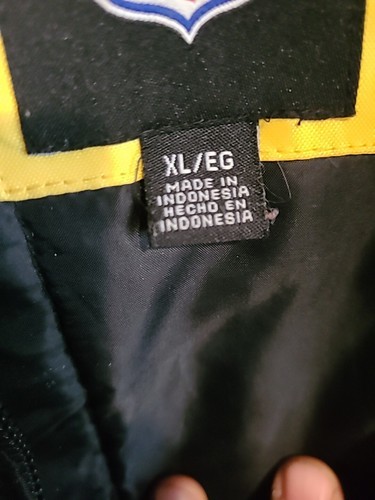 XL/EG
MADE IN
INDONESIA
HECHO EN
INDONESIA